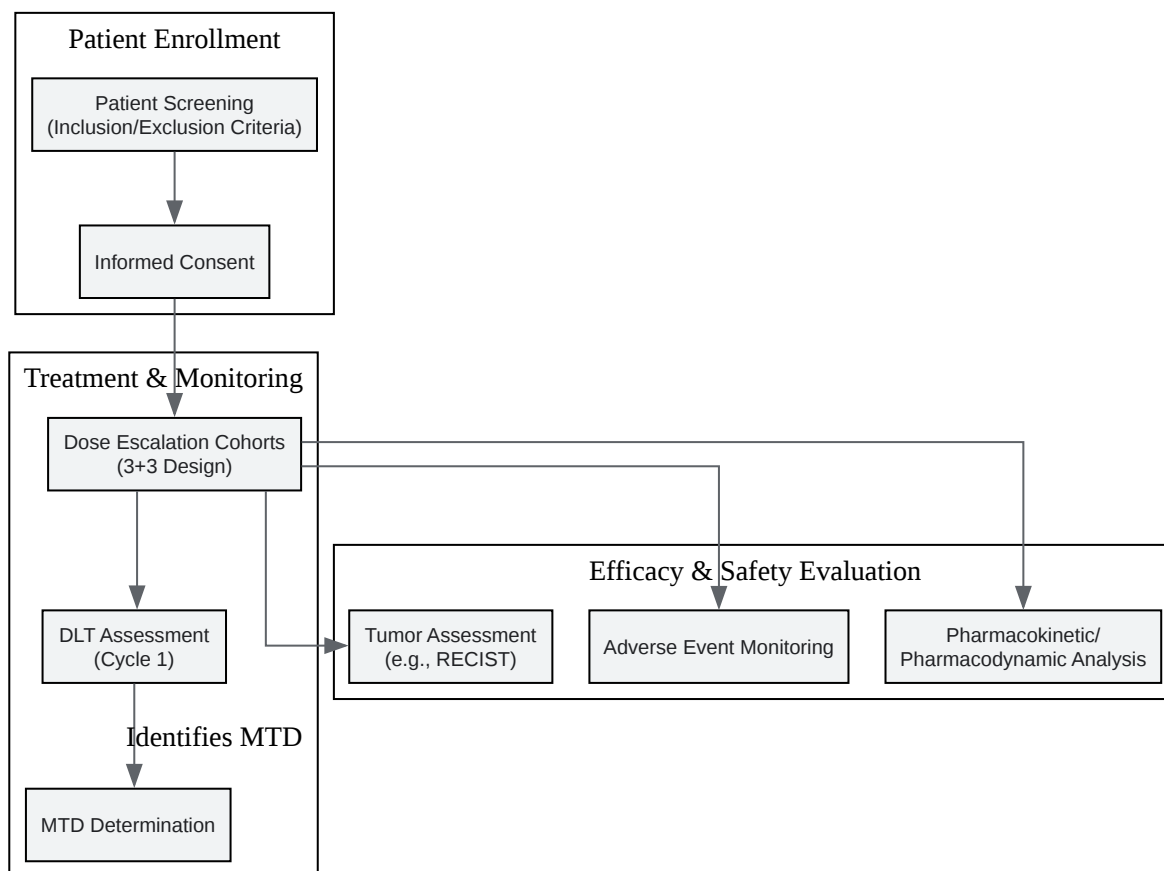 Patient Enrollment
Patient Screening
(Inclusion/Exclusion Criteria)
Informed Consent
Treatment & Monitoring
Dose Escalation Cohorts
(3+3 Design)
DLT Assessment
(Cycle 1)
Identifies MTD
MTD Determination
Efficacy & Safety Evaluation
Tumor Assessment
(e.g., RECIST)
Adverse Event Monitoring
Pharmacokinetic/
Pharmacodynamic Analysis